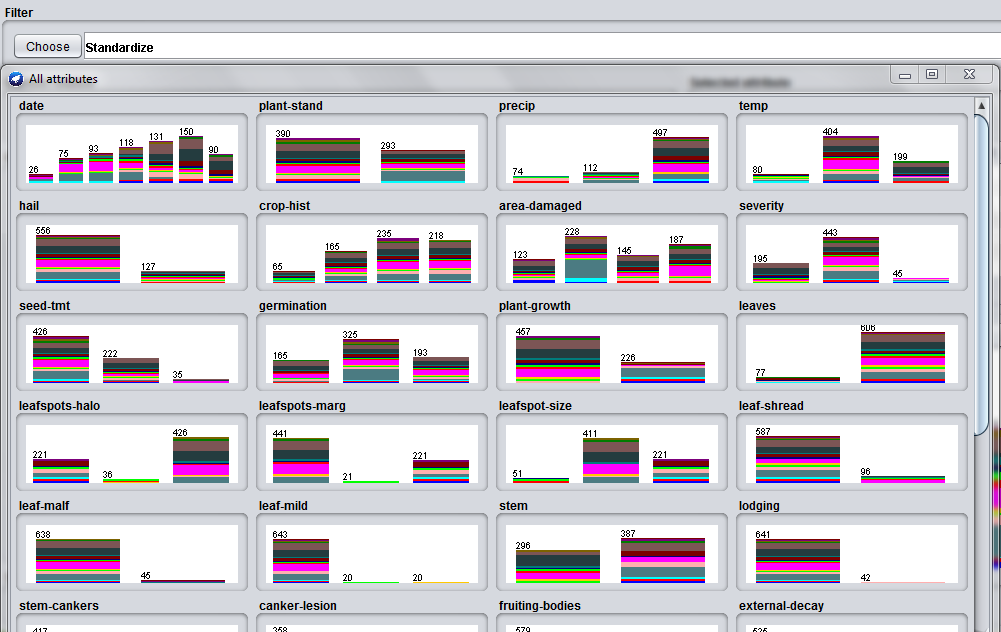 Filter
Choose Standardize
All attributes
Selected attribute
date plant-stand precip temp
26 75 93 118 131 150 90 390 293 74 112 497 80 404 199
hail crop-hist area-damaged severity
556 127 65 165 235 218 123 228 145 187 195 443 45
seed-tmt germination plant-growth leaves
426 222 35 165 325 193 457 226 77 606
leafspots-halo leafspots-marg leafspot-size leaf-shread
221 36 426 441 21 221 51 411 221 587 96
leaf-malf leaf-mild stem lodging
638 45 643 20 20 296 387 641 42
stem-cankers canker-lesion fruiting-bodies external-decay
417 358 579 535